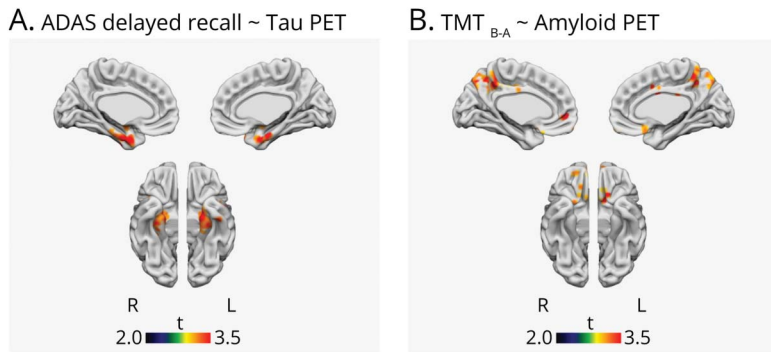 A. ADAS delayed recall ~ Tau PET
R L
t
2.0 3.5
B. TMT B-A ~ Amyloid PET
R L
t
2.0 3.5